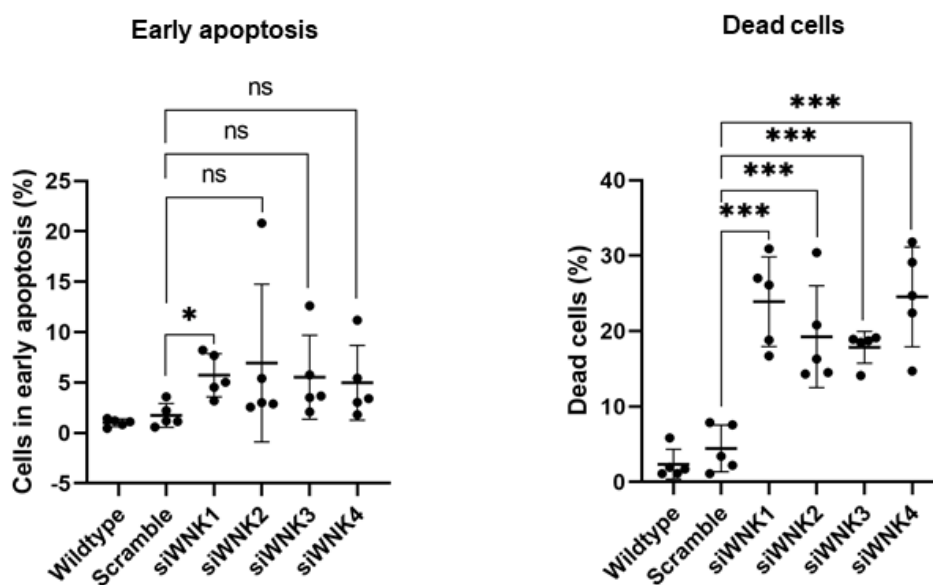 Early apoptosis
ns
ns
ns
*
Cells in early apoptosis (%)
25
20
15
10
5
0
-5
Wildtype
Scramble
siWNK1
siWNK2
siWNK3
siWNK4
Dead cells
***
***
***
***
Dead cells (%)
40
30
20
10
0
Wildtype
Scramble
siWNK1
siWNK2
siWNK3
siWNK4